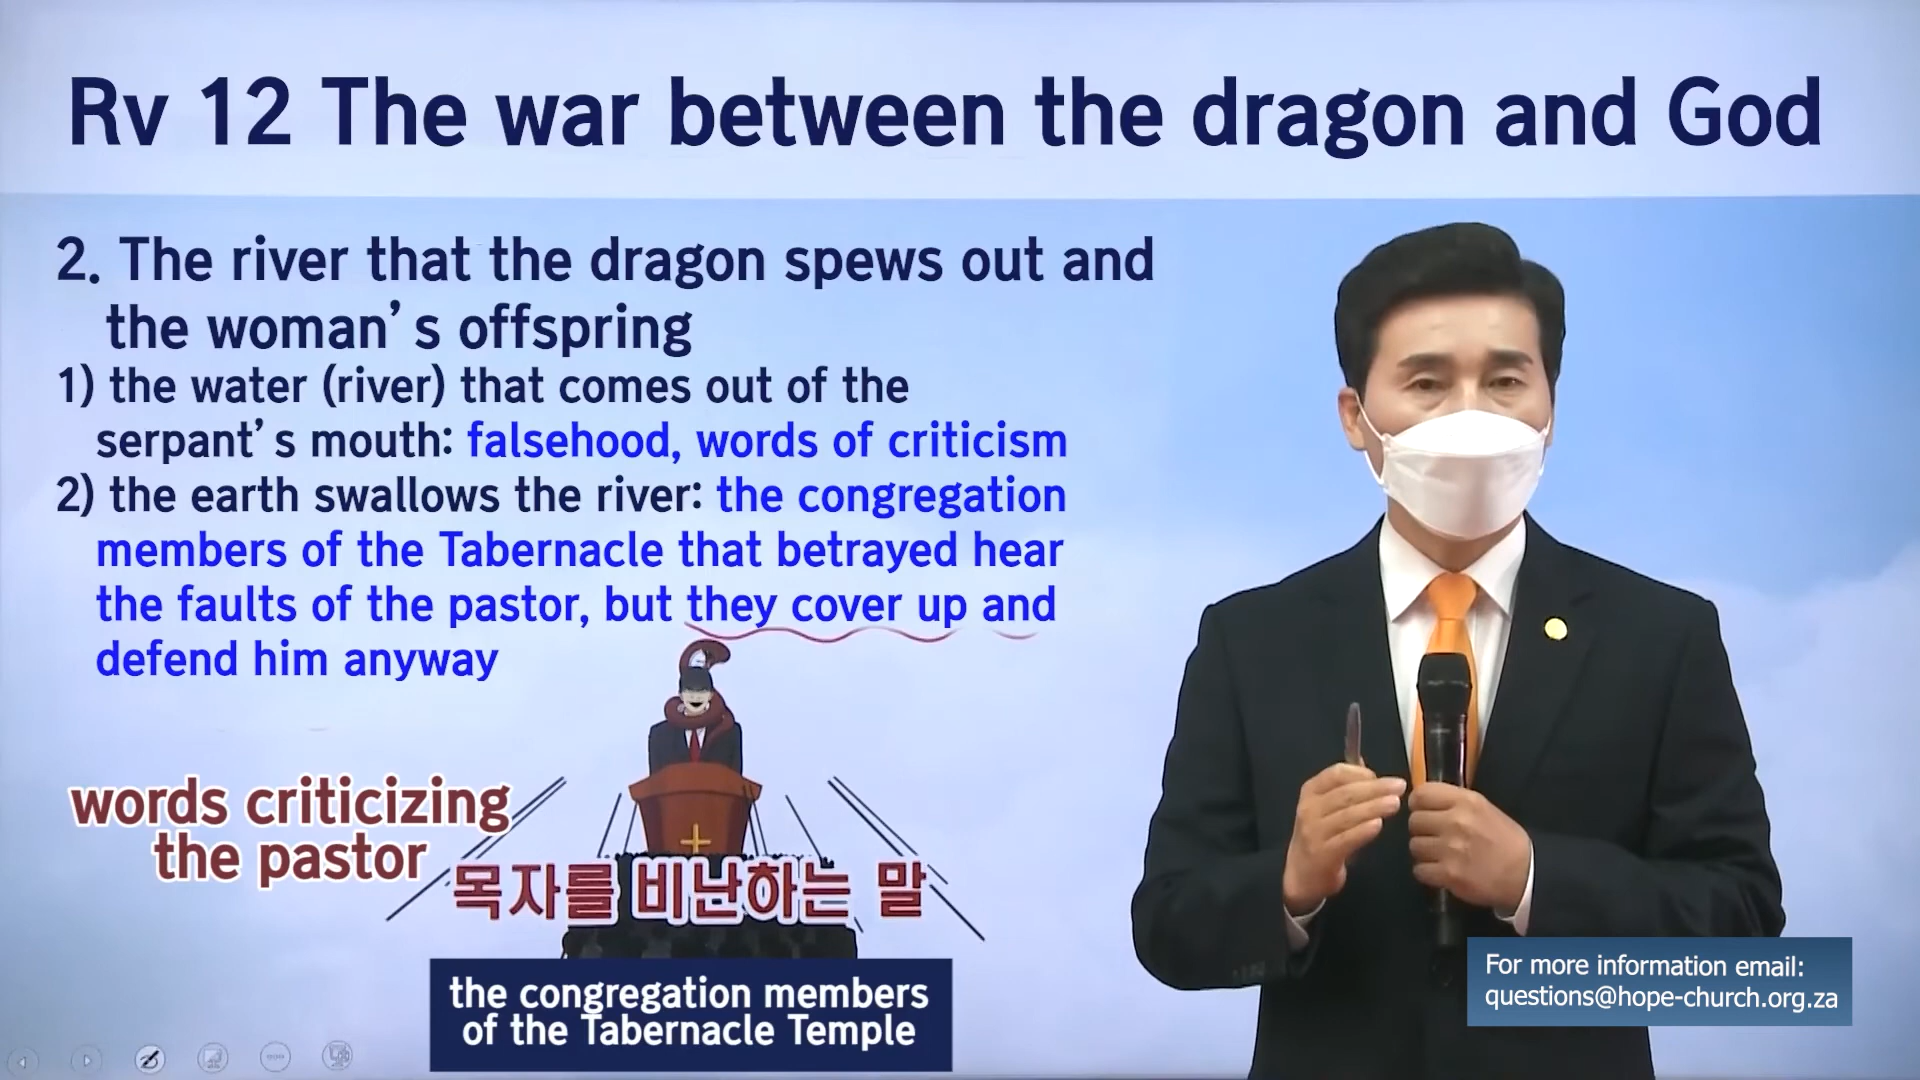 Rv 12 The war between the dragon and God
2. The river that the dragon spews out and
the woman's offspring
1) the water (river) that comes out of the
serpant's mouth: falsehood, words of criticism
2) the earth swallows the river: the congregation
members of the Tabernacle that betrayed hear
the faults of the pastor, but they cover up and
defend him anyway
words criticizing
the pastor
목자를 비난하는 말
the congregation members
of the Tabernacle Temple
For more information email:
questions@hope-church.org.za